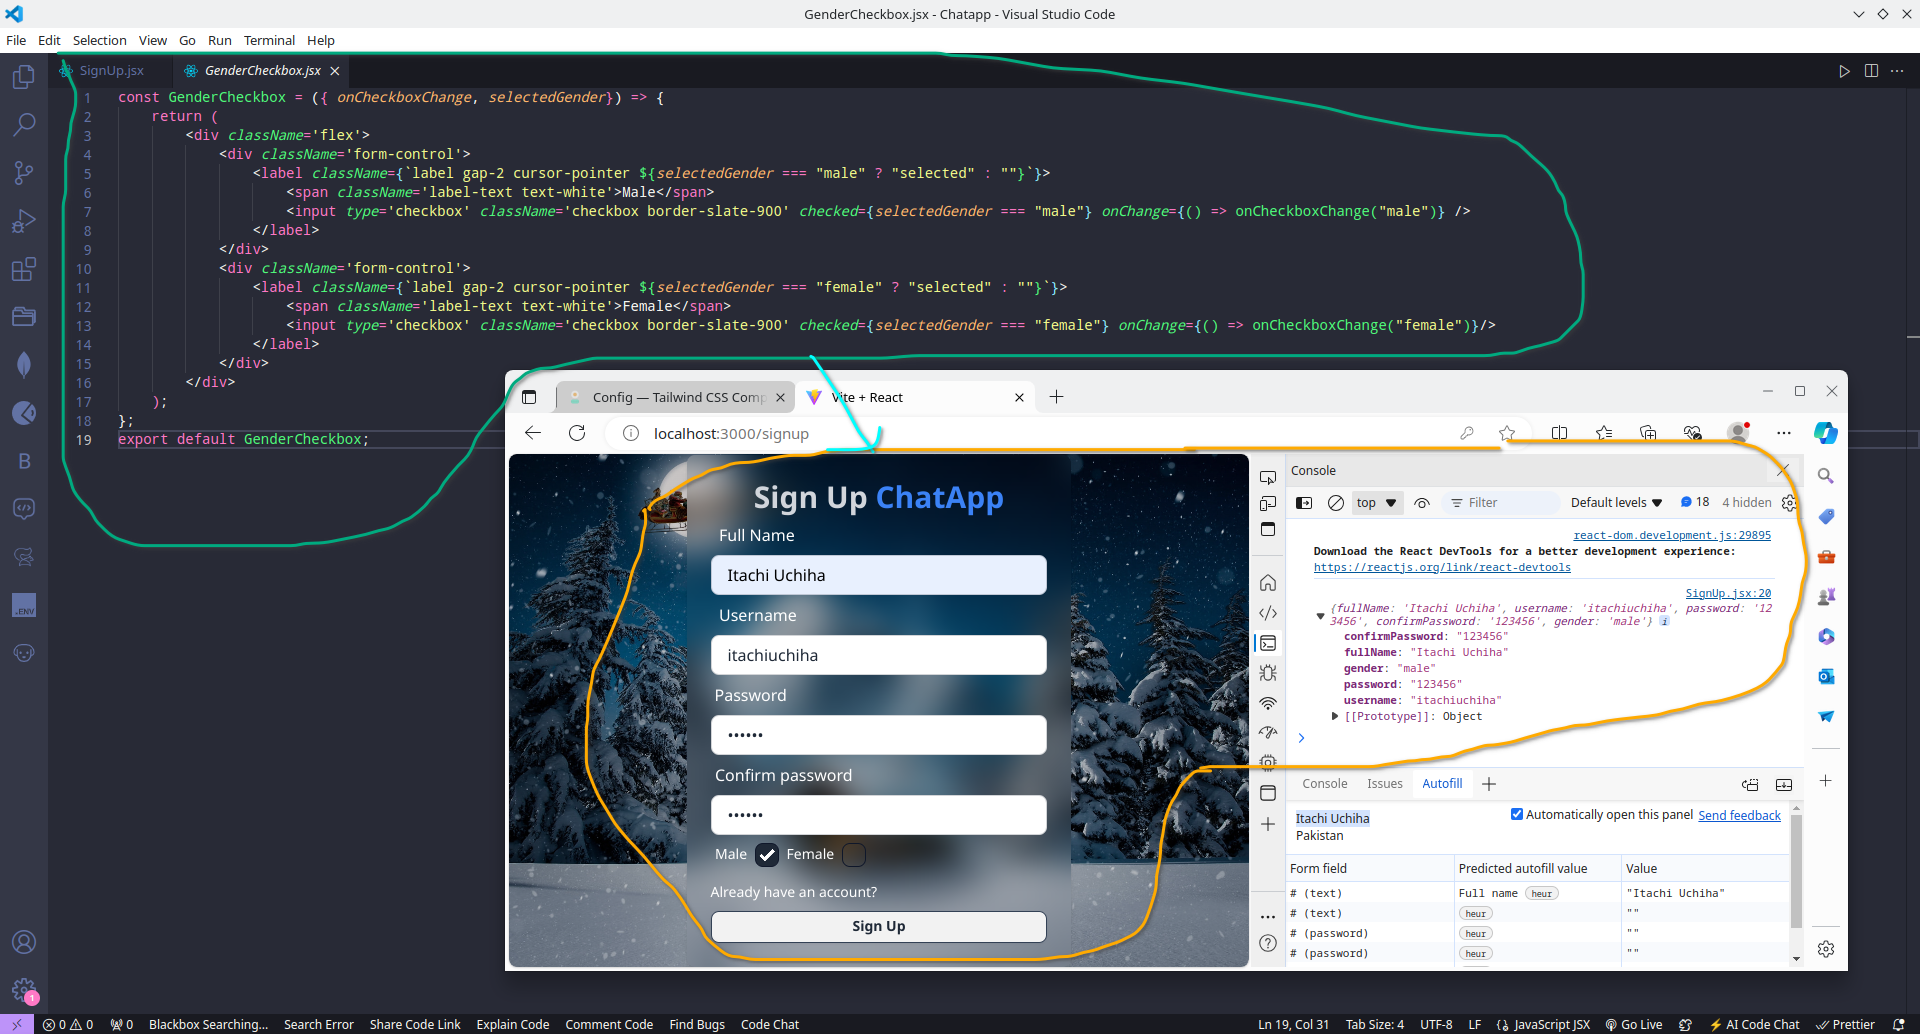 GenderCheckbox.jsx - Chatapp - Visual Studio Code
File Edit Selection View Go Run Terminal Help
SignUp.jsx GenderCheckbox.jsx
1 const GenderCheckbox = ({ onCheckboxChange, selectedGender}) => {
2 return (
3 <div className='flex'>
4 <div className='form-control'>
5 <label className={`label gap-2 cursor-pointer ${selectedGender === "male" ? "selected" : ""}`}>
6 <span className='label-text text-white'>Male</span>
7 <input type='checkbox' className='checkbox border-slate-900' checked={selectedGender === "male"} onChange={() => onCheckboxChange("male")} />
8 </label>
9 </div>
10 <div className='form-control'>
11 <label className={`label gap-2 cursor-pointer ${selectedGender === "female" ? "selected" : ""}`}>
12 <span className='label-text text-white'>Female</span>
13 <input type='checkbox' className='checkbox border-slate-900' checked={selectedGender === "female"} onChange={() => onCheckboxChange("female")}/>
14 </label>
15 </div>
16 </div>
17 );
18 };
19 export default GenderCheckbox;
B
.ENV
1
Config — Tailwind CSS Comp
Vite + React
localhost:3000/signup
Sign Up ChatApp
Full Name
Itachi Uchiha
Username
itachiuchiha
Password
••••••
Confirm password
••••••
Male Female
Already have an account?
Sign Up
Console
top Filter Default levels 18 4 hidden
react-dom.development.js:29895
Download the React DevTools for a better development experience:
https://reactjs.org/link/react-devtools
SignUp.jsx:20
{fullName: 'Itachi Uchiha', username: 'itachiuchiha', password: '12
3456', confirmPassword: '123456', gender: 'male'} i
confirmPassword: "123456"
fullName: "Itachi Uchiha"
gender: "male"
password: "123456"
username: "itachiuchiha"
[[Prototype]]: Object
Console Issues Autofill
Itachi Uchiha
Pakistan
Automatically open this panel Send feedback
Form field Predicted autofill value Value
# (text) Full name heur "Itachi Uchiha"
# (text) heur ""
# (password) heur ""
# (password) heur ""
0 0 0 Blackbox Searching... Search Error Share Code Link Explain Code Comment Code Find Bugs Code Chat Ln 19, Col 31 Tab Size: 4 UTF-8 LF JavaScript JSX Go Live AI Code Chat Prettier